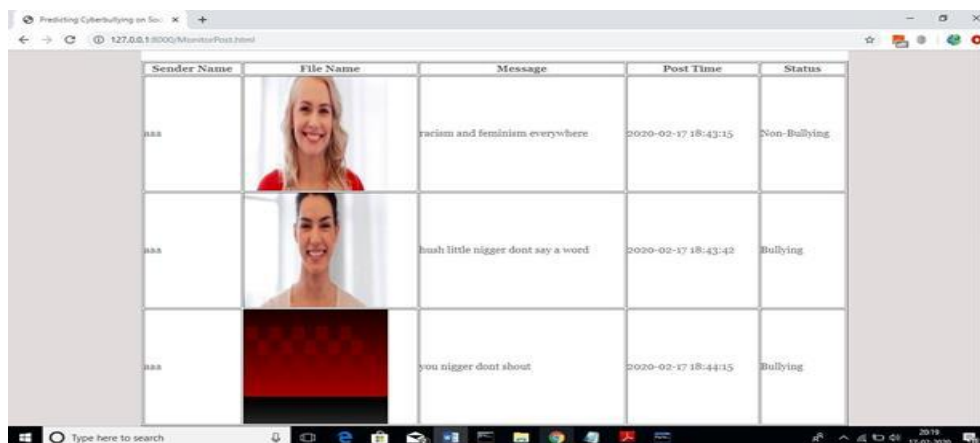 Predicting Cyberbullying on Soc
127.0.0.1:8000/MonitorPost.html
Sender Name File Name Message Post Time Status
aaa racism and feminism everywhere 2020-02-17 18:43:15 Non-Bullying
aaa hush little nigger dont say a word 2020-02-17 18:43:42 Bullying
aaa you nigger dont shout 2020-02-17 18:44:15 Bullying
Type here to search
20:19
17-02-2020